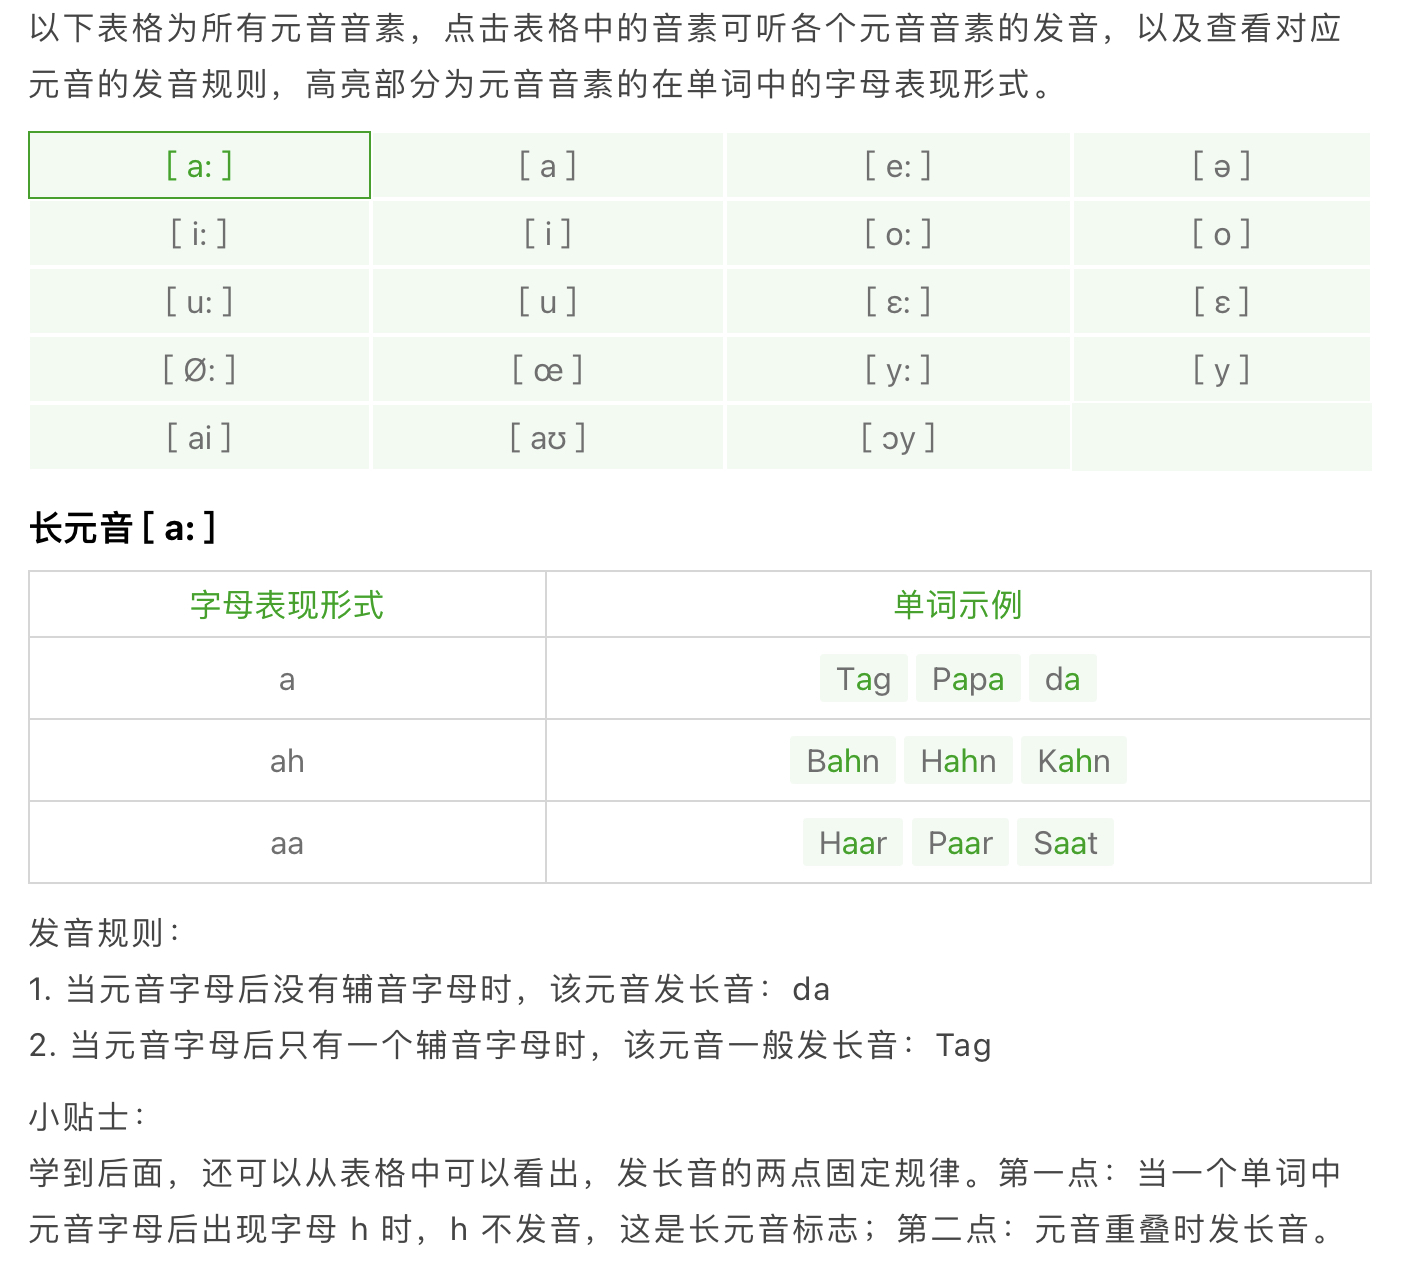 以下表格为所有元音音素，点击表格中的音素可听各个元音音素的发音，以及查看对应
元音的发音规则，高亮部分为元音音素的在单词中的字母表现形式。
[ a: ] [ a ] [ e: ] [ ə ]
[ i: ] [ i ] [ o: ] [ o ]
[ u: ] [ u ] [ ɛ: ] [ ɛ ]
[ Ø: ] [ œ ] [ y: ] [ y ]
[ ai ] [ aʊ ] [ ɔy ]
长元音 [ a: ]
字母表现形式 单词示例
a Tag Papa da
ah Bahn Hahn Kahn
aa Haar Paar Saat
发音规则：
1. 当元音字母后没有辅音字母时，该元音发长音：da
2. 当元音字母后只有一个辅音字母时，该元音一般发长音：Tag
小贴士：
学到后面，还可以从表格中可以看出，发长音的两点固定规律。第一点：当一个单词中
元音字母后出现字母 h 时，h 不发音，这是长元音标志；第二点：元音重叠时发长音。